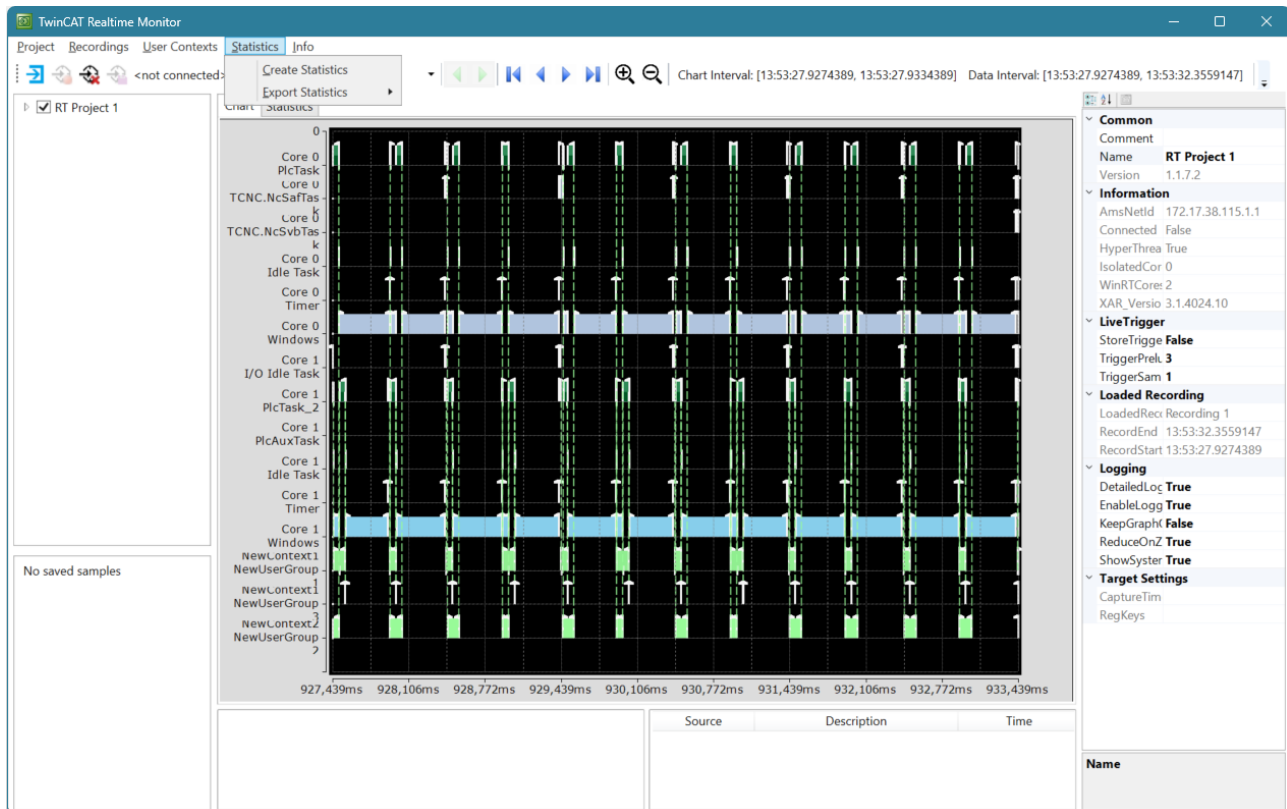 TwinCAT Realtime Monitor
Project Recordings User Contexts Statistics Info
<not connected>
Create Statistics
Export Statistics
Chart Interval: [13:53:27.9274389, 13:53:27.9334389] Data Interval: [13:53:27.9274389, 13:53:32.3559147]
RT Project 1
Chart Statistics
0
Core 0
PlcTask
Core 0
TCNC.NcSafTas
k
Core 0
TCNC.NcSvbTas
k
Core 0
Idle Task
Core 0
Timer
Core 0
Windows
Core 1
I/O Idle Task
Core 1
PlcTask_2
Core 1
PlcAuxTask
Core 1
Idle Task
Core 1
Timer
Core 1
Windows
NewContext1
NewUserGroup
1
NewContext1
NewUserGroup
3
NewContext2
NewUserGroup
2
927,439ms 928,106ms 928,772ms 929,439ms 930,106ms 930,772ms 931,439ms 932,106ms 932,772ms 933,439ms
No saved samples
Source Description Time
Common
Comment
Name RT Project 1
Version 1.1.7.2
Information
AmsNetId 172.17.38.115.1.1
Connected False
HyperThrea True
IsolatedCor 0
WinRTCore: 2
XAR_Versio 3.1.4024.10
LiveTrigger
StoreTrigge False
TriggerPrelu 3
TriggerSam 1
Loaded Recording
LoadedReco Recording 1
RecordEnd 13:53:32.3559147
RecordStart 13:53:27.9274389
Logging
DetailedLog True
EnableLogg True
KeepGraph( False
ReduceOnZ True
ShowSyster True
Target Settings
CaptureTim
RegKeys
Name